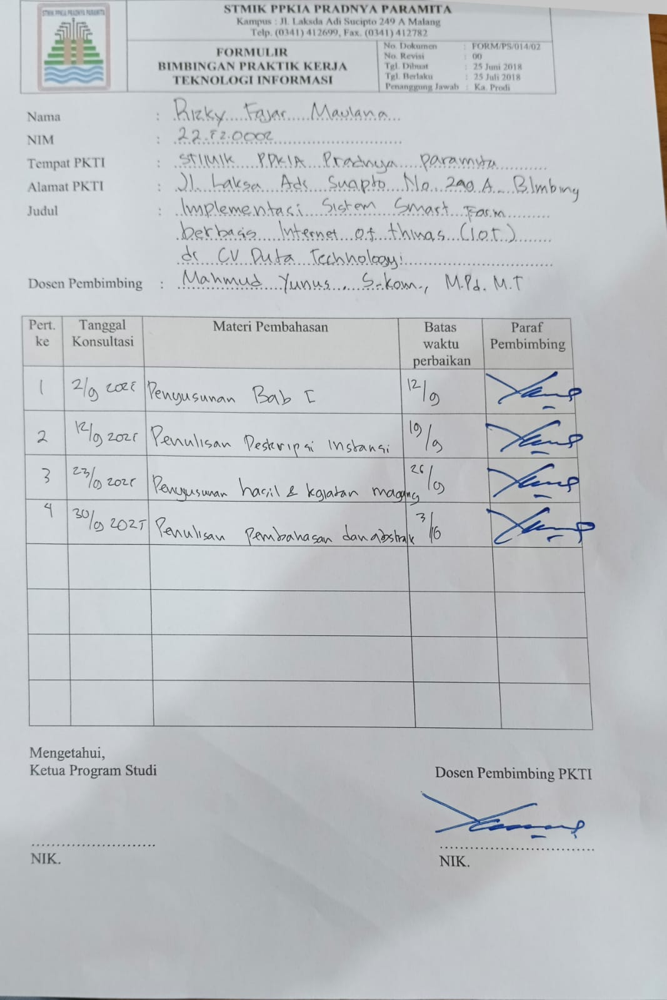 STMIK PPKIA PRADNYA PARAMITA
STMIK PPKIA PRADNYA PARAMITA
Kampus : Jl. Laksda Adi Sucipto 249 A Malang
Telp. (0341) 412699, Fax. (0341) 412782
FORMULIR
BIMBINGAN PRAKTIK KERJA
TEKNOLOGI INFORMASI
No. Dokumen : FORM/PS/014/02
No. Revisi : 00
Tgl. Dibuat : 25 Juni 2018
Tgl. Berlaku : 25 Juli 2018
Penanggung Jawab : Ka. Prodi
Nama : Rizky Fajar Maulana
NIM : 22.52.0002
Tempat PKTI : STIMIK PPKIA Pradnya paramita
Alamat PKTI : Jl. Laksa Adi Sucipto No. 290 A Blmbing
Judul : Implementasi Sistem Smart Farm
berbasis Internet of things (I.O.T)
di CV Duta Technologyi
Dosen Pembimbing : Mahmud Yunus, S.kom., M.Pd. M.T
Pert. ke Tanggal Konsultasi Materi Pembahasan Batas waktu perbaikan Paraf Pembimbing
1 2/9 2025 Penyusunan Bab I 12/9
2 12/9 2025 Penulisan Deskripsi Instansi 19/9
3 23/9 2025 Penyusunan hasil & kgiatan magang 26/9
4 30/9 2025 Penulisan pembahasan dan abstrak 3/10
Mengetahui,
Ketua Program Studi
Dosen Pembimbing PKTI
NIK.
NIK.